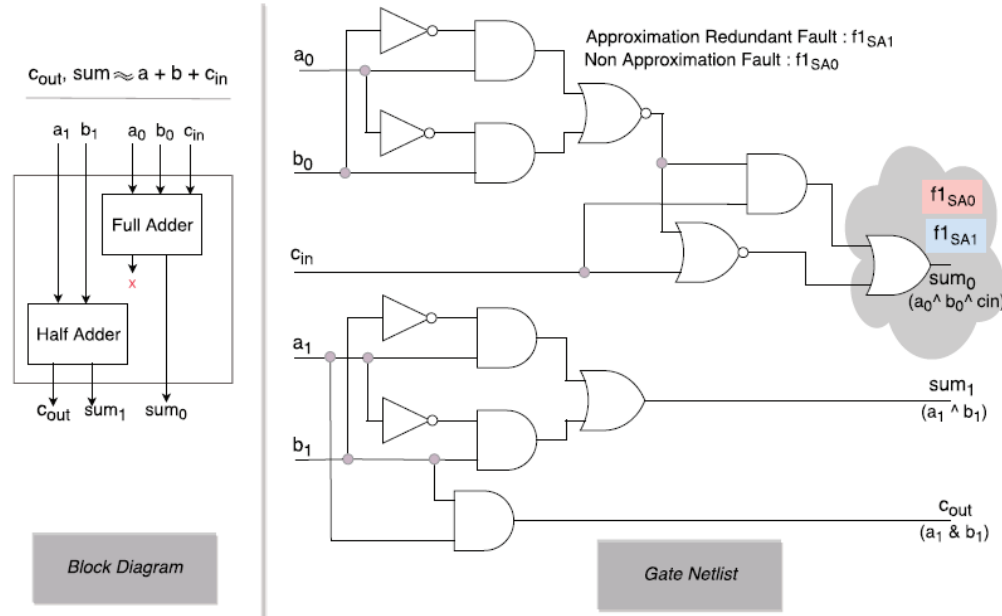 c_out, sum ≈ a + b + c_in
a_1 b_1 a_0 b_0 c_in
Full Adder
x
Half Adder
c_out sum_1 sum_0
Block Diagram
Approximation Redundant Fault : f1_SA1
Non Approximation Fault : f1_SA0
a_0
b_0
c_in
f1_SA0
f1_SA1
sum_0
(a_0 ^ b_0 ^ cin)
a_1
b_1
sum_1
(a_1 ^ b_1)
c_out
(a_1 & b_1)
Gate Netlist